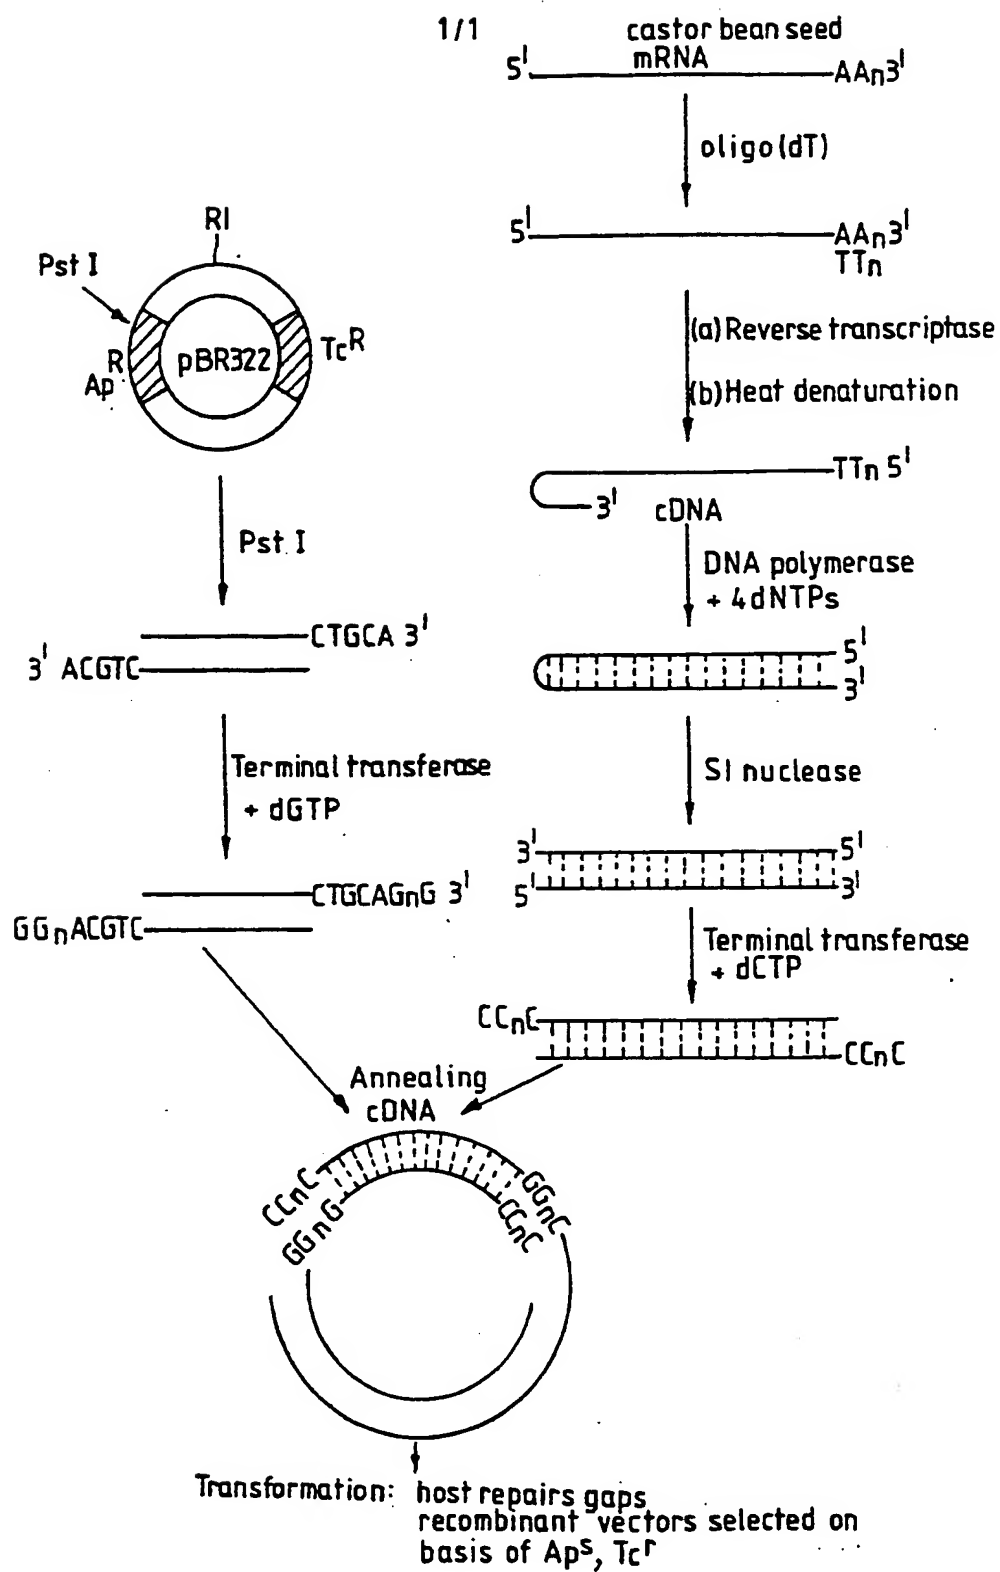 1/1
castor bean seed
mRNA
5' AAn3'
oligo(dT)
5' AAn3'
TTn
(a) Reverse transcriptase
(b) Heat denaturation
TTn 5'
3' cDNA
DNA polymerase
+ 4dNTPs
5'
3'
S1 nuclease
3' 5'
5' 3'
Terminal transferase
+ dCTP
CCnC
CCnC
RI
Pst I
pBR322
R
Ap
TcR
Pst I
CTGCA 3'
3' ACGTC
Terminal transferase
+ dGTP
CTGCAGnG 3'
GGnACGTC
Annealing
cDNA
CCnC
GGnG
GGnC
CCnC
Transformation: host repairs gaps
recombinant vectors selected on
basis of Aps, Tcr